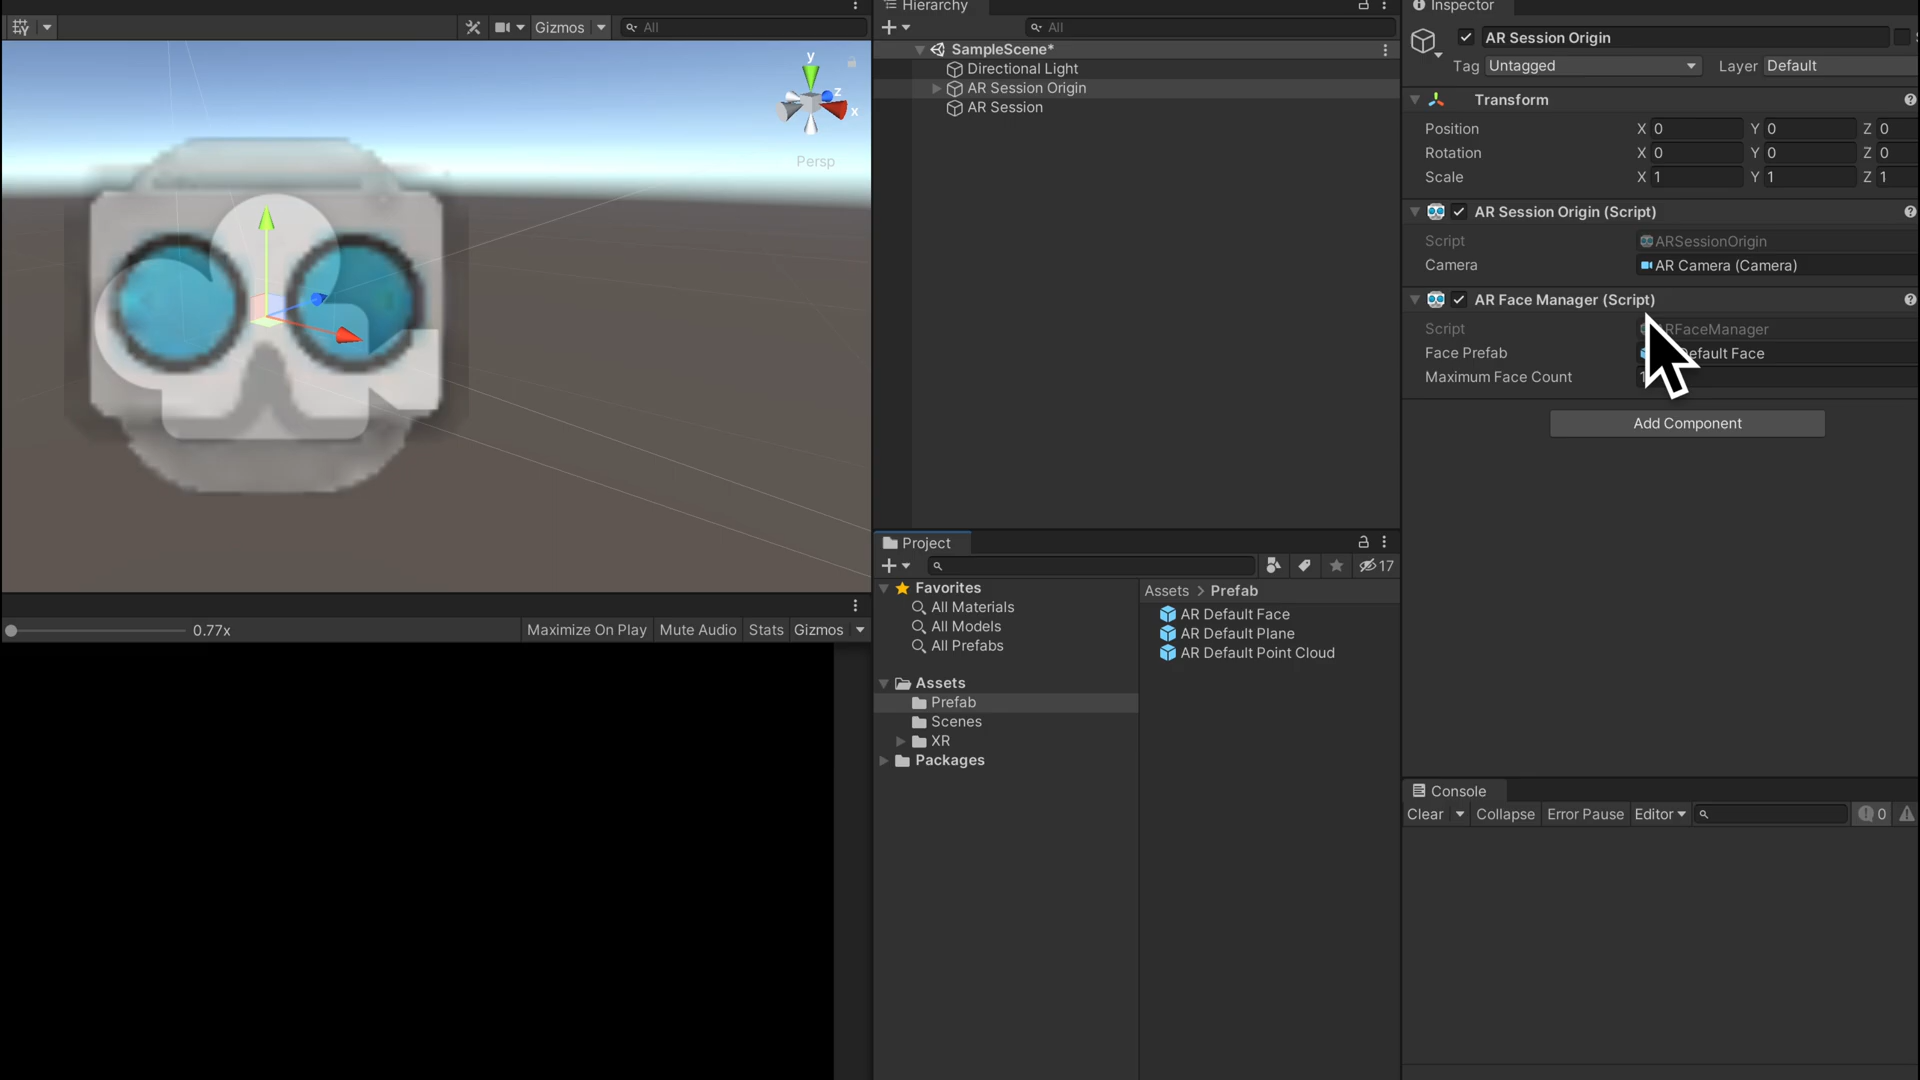 Gizmos
All
y
z
x
Persp
0.77x
Maximize On Play
Mute Audio
Stats
Gizmos
Hierarchy
All
SampleScene*
Directional Light
AR Session Origin
AR Session
Project
17
Favorites
All Materials
All Models
All Prefabs
Assets
Prefab
Scenes
XR
Packages
Assets > Prefab
AR Default Face
AR Default Plane
AR Default Point Cloud
Inspector
AR Session Origin
Tag Untagged Layer Default
Transform
Position X 0 Y 0 Z 0
Rotation X 0 Y 0 Z 0
Scale X 1 Y 1 Z 1
AR Session Origin (Script)
Script ARSessionOrigin
Camera AR Camera (Camera)
AR Face Manager (Script)
Script RFaceManager
Face Prefab Default Face
Maximum Face Count
Add Component
Console
Clear Collapse Error Pause Editor 0